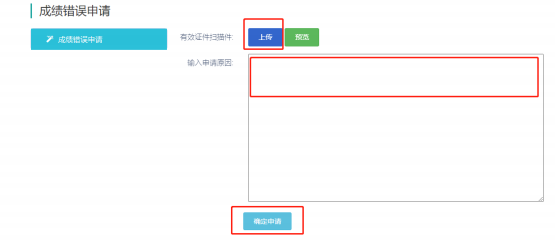 成绩错误申请
成绩错误申请
有效证件扫描件:
上传
预览
输入申请原因:
确定申请